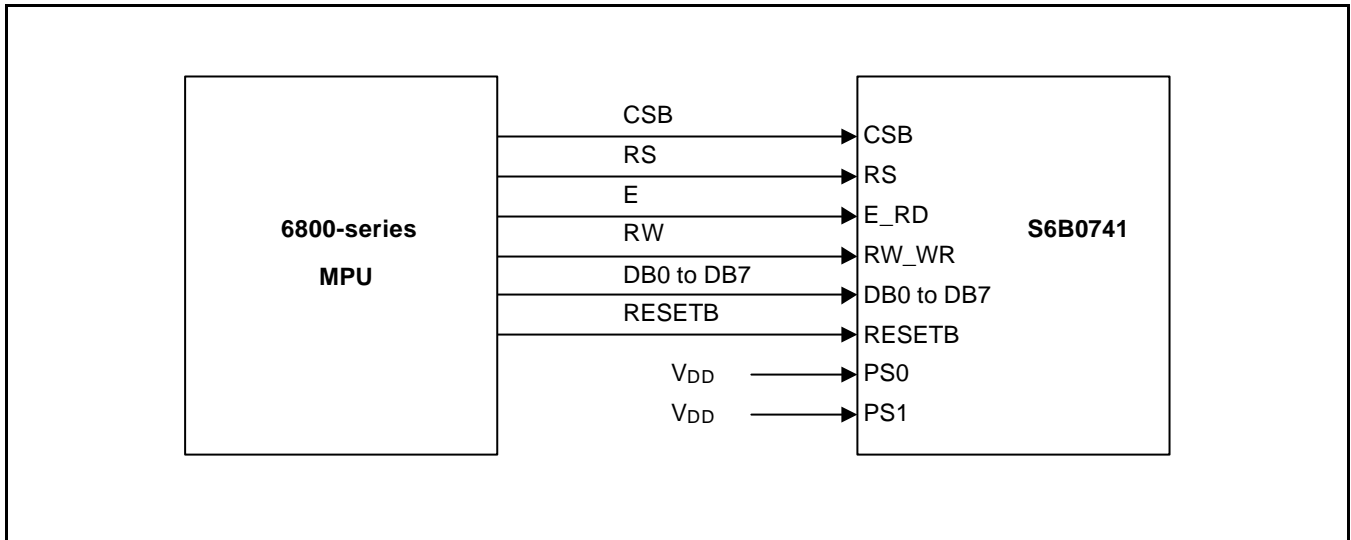 CSB
RS
E
RW
DB0 to DB7
RESETB
VDD
VDD
6800-series
MPU
CSB
RS
E_RD
RW_WR
DB0 to DB7
RESETB
PS0
PS1
S6B0741